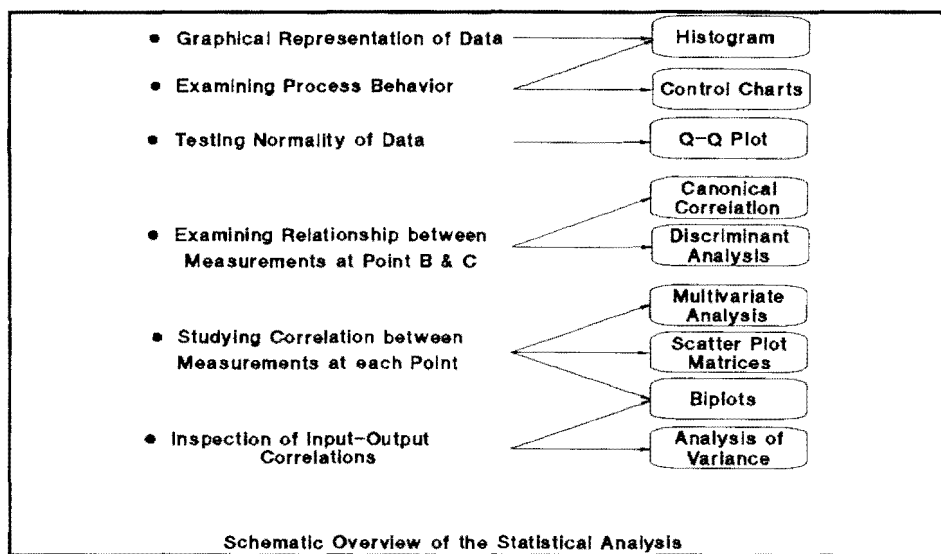 ● Graphical Representation of Data
Histogram
● Examining Process Behavior
Control Charts
● Testing Normality of Data
Q-Q Plot
Canonical
Correlation
● Examining Relationship between
Measurements at Point B & C
Discriminant
Analysis
Multivariate
Analysis
● Studying Correlation between
Measurements at each Point
Scatter Plot
Matrices
Biplots
● Inspection of Input-Output
Correlations
Analysis of
Variance
Schematic Overview of the Statistical Analysis